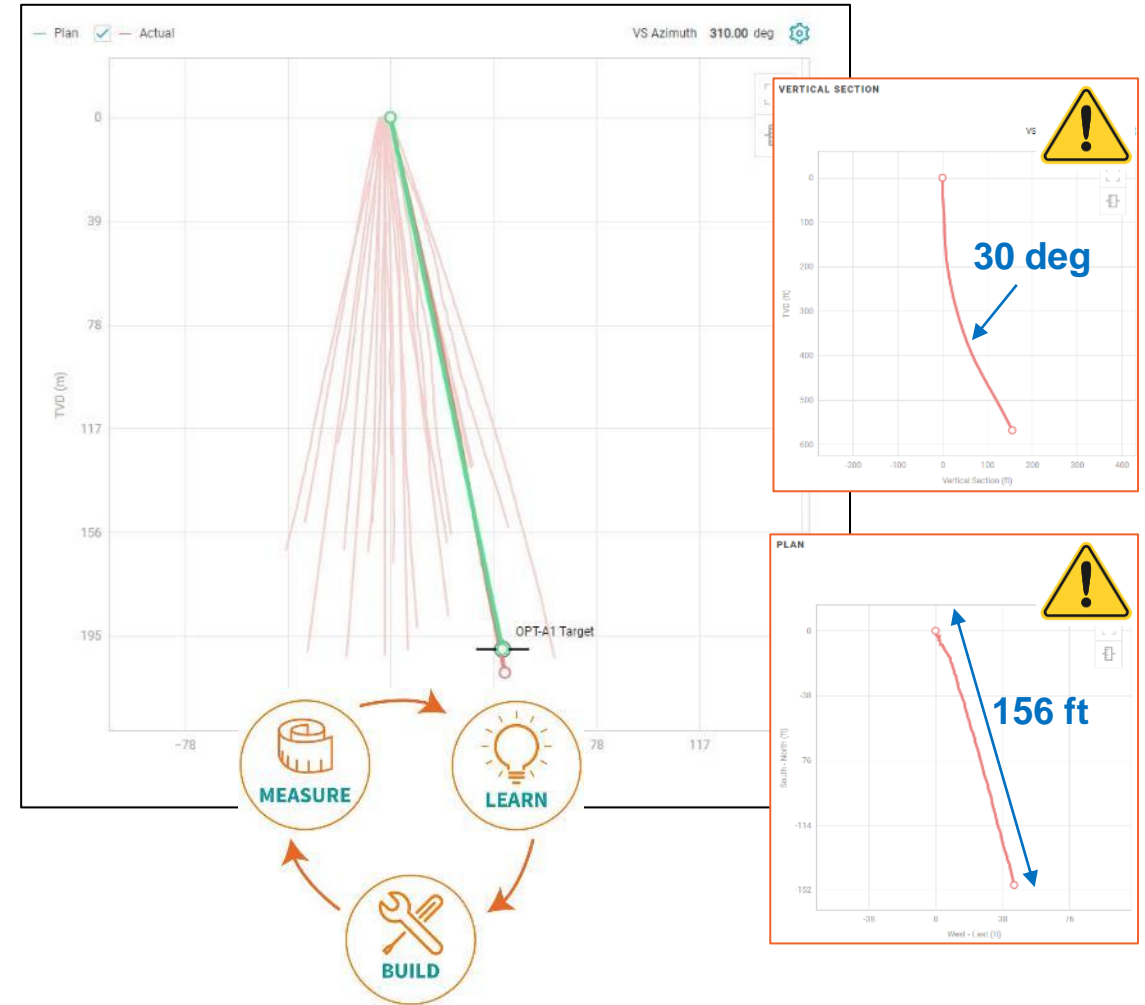 Plan — Actual VS Azimuth 310.00 deg
0
39
78
117
156
195
TVD (m)
OPT-A1 Target
-78 78 117
MEASURE
LEARN
BUILD
VERTICAL SECTION
VS
30 deg
0
100
200
300
400
500
600
TVD (ft)
-200 -100 0 100 200 300 400
Vertical Section (ft)
PLAN
156 ft
0
-38
-76
-114
-152
South - North (ft)
-38 0 38 76
West - East (ft)